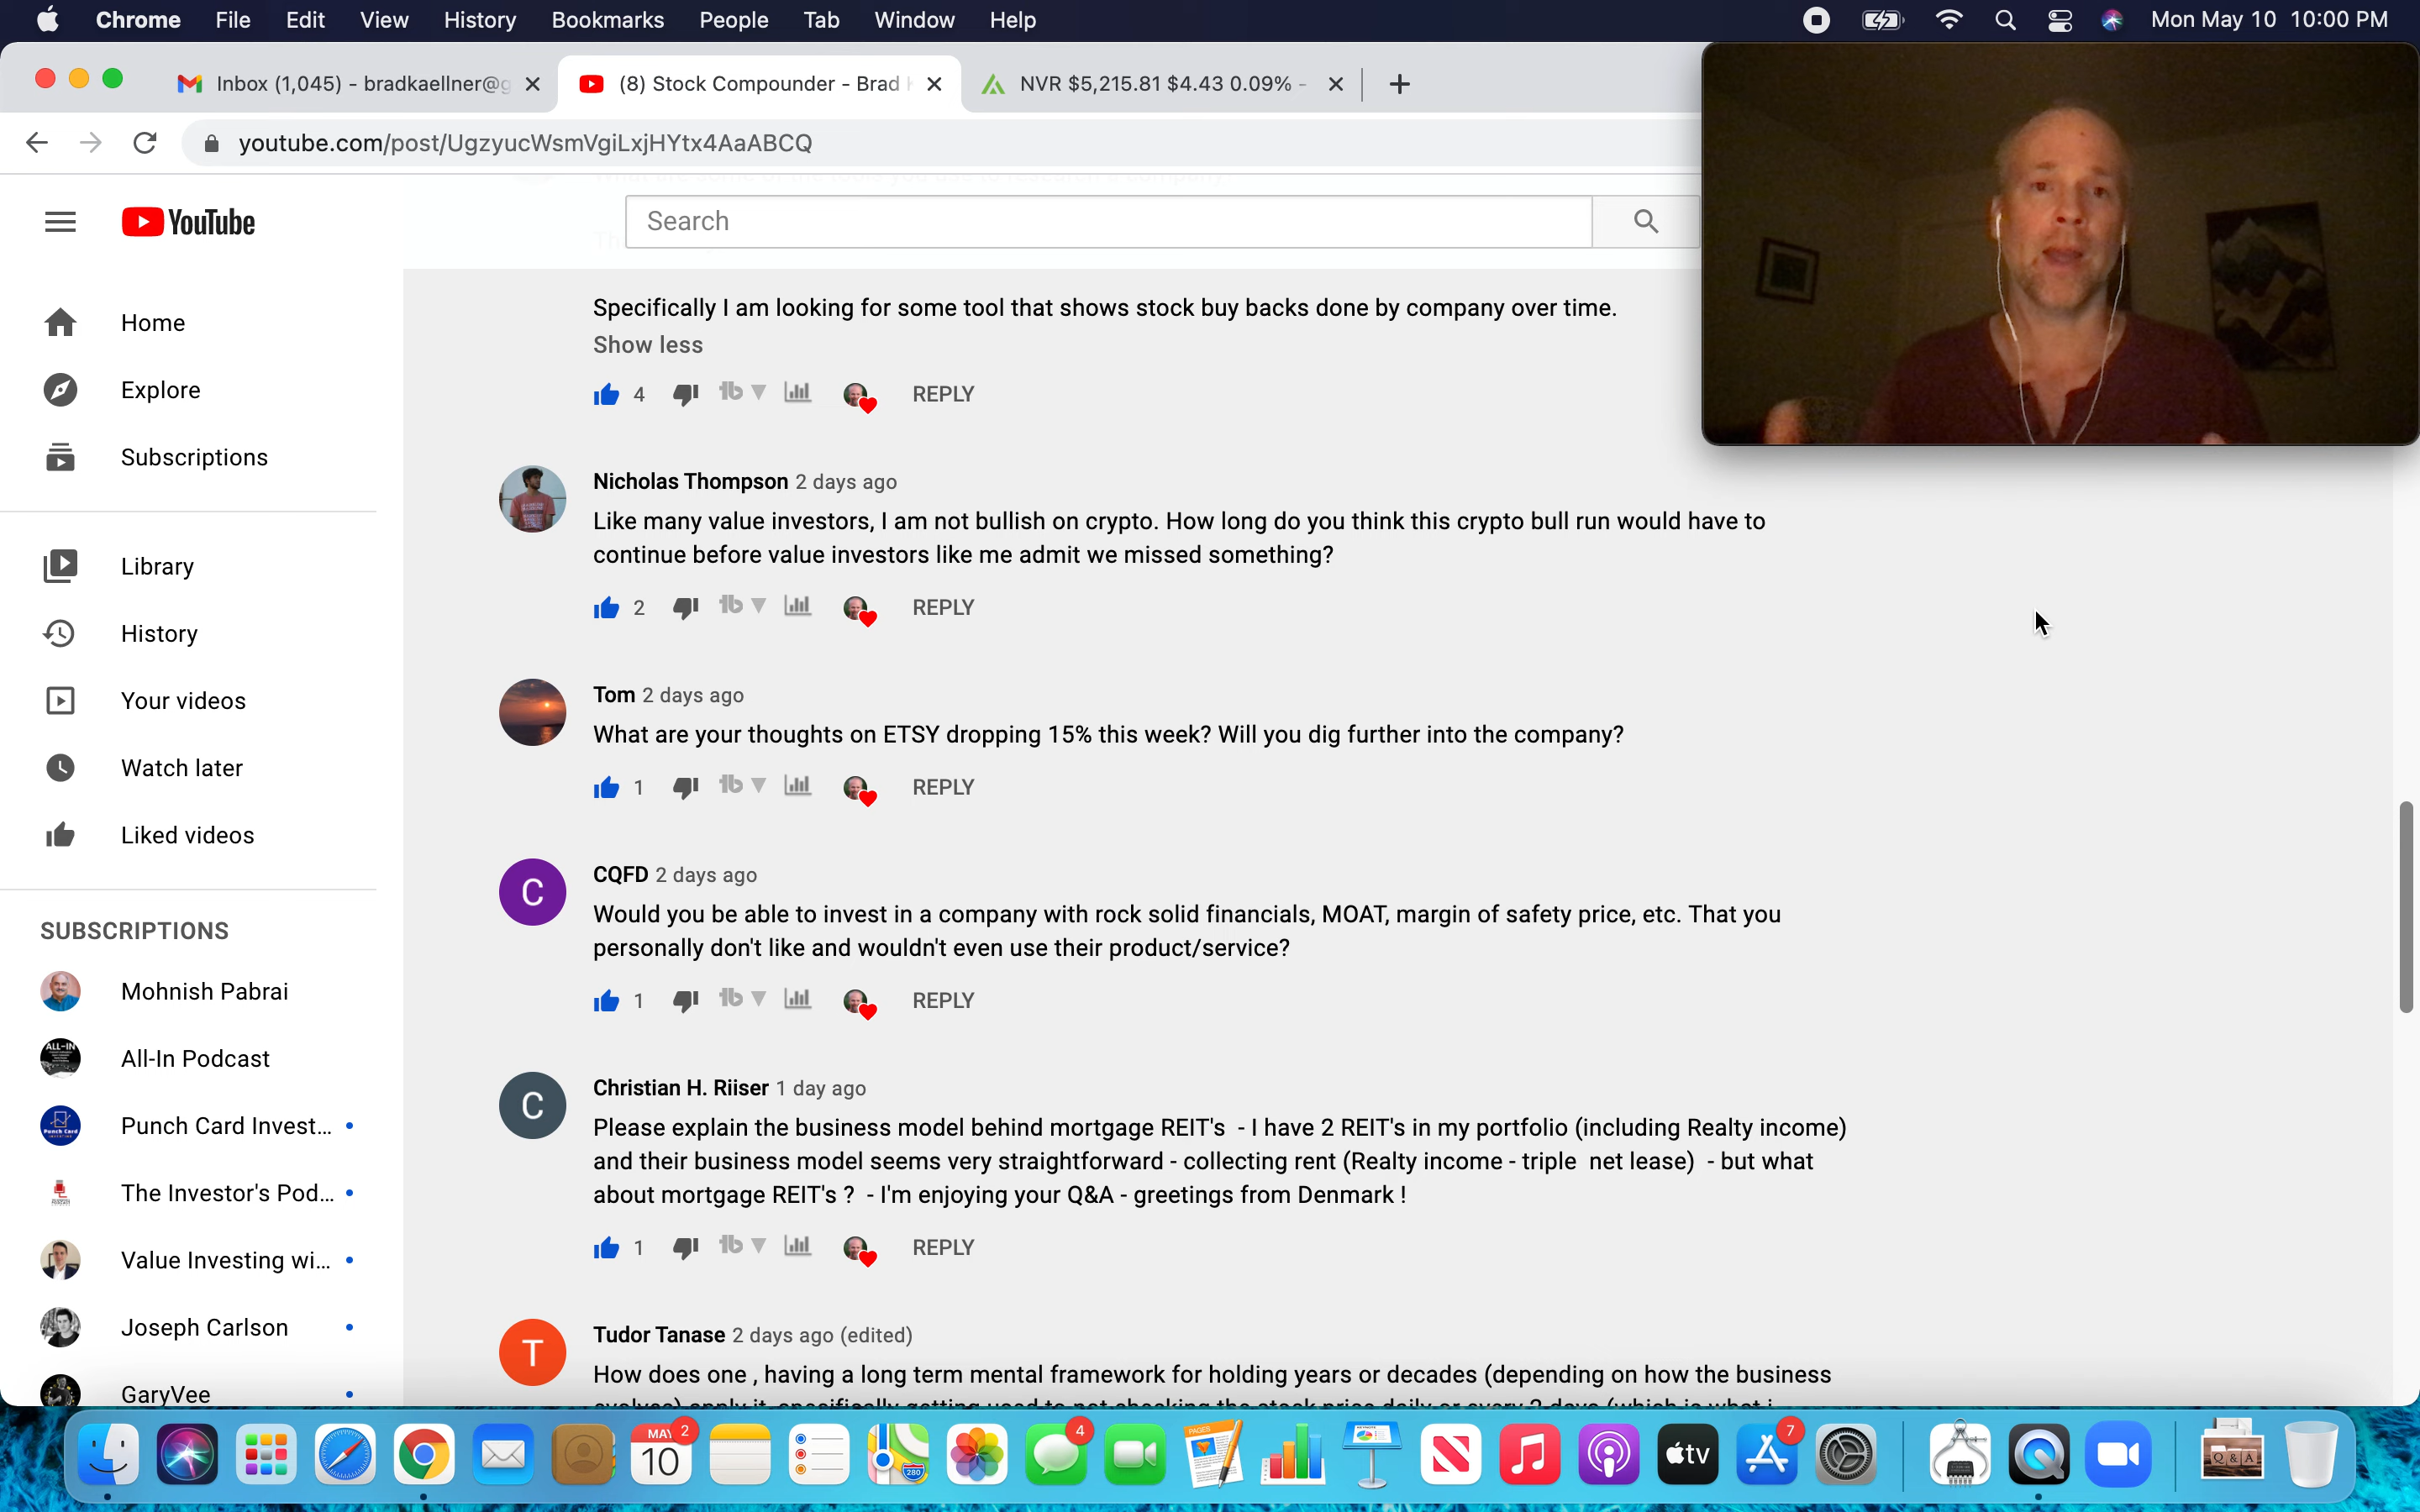 Chrome File Edit View History Bookmarks People Tab Window Help Mon May 10 10:00 PM
Inbox (1,045) - bradkaellner@g
(8) Stock Compounder - Brad
NVR $5,215.81 $4.43 0.09% -
youtube.com/post/UgzyucWsmVgiLxjHYtx4AaABCQ
YouTube
Search
Home
Explore
Subscriptions
Library
History
Your videos
Watch later
Liked videos
SUBSCRIPTIONS
Mohnish Pabrai
ALL-IN
All-In Podcast
Punch Card Invest...
The Investor's Pod...
Value Investing wi...
Joseph Carlson
GaryVee
Specifically I am looking for some tool that shows stock buy backs done by company over time.
Show less
4 REPLY
Nicholas Thompson 2 days ago
Like many value investors, I am not bullish on crypto. How long do you think this crypto bull run would have to
continue before value investors like me admit we missed something?
2 REPLY
Tom 2 days ago
What are your thoughts on ETSY dropping 15% this week? Will you dig further into the company?
1 REPLY
C
CQFD 2 days ago
Would you be able to invest in a company with rock solid financials, MOAT, margin of safety price, etc. That you
personally don't like and wouldn't even use their product/service?
1 REPLY
C
Christian H. Riiser 1 day ago
Please explain the business model behind mortgage REIT's - I have 2 REIT's in my portfolio (including Realty income)
and their business model seems very straightforward - collecting rent (Realty income - triple net lease) - but what
about mortgage REIT's ? - I'm enjoying your Q&A - greetings from Denmark !
1 REPLY
T
Tudor Tanase 2 days ago (edited)
How does one , having a long term mental framework for holding years or decades (depending on how the business
MAY 2
10
4
PAGES
280
tv
7
Q & A